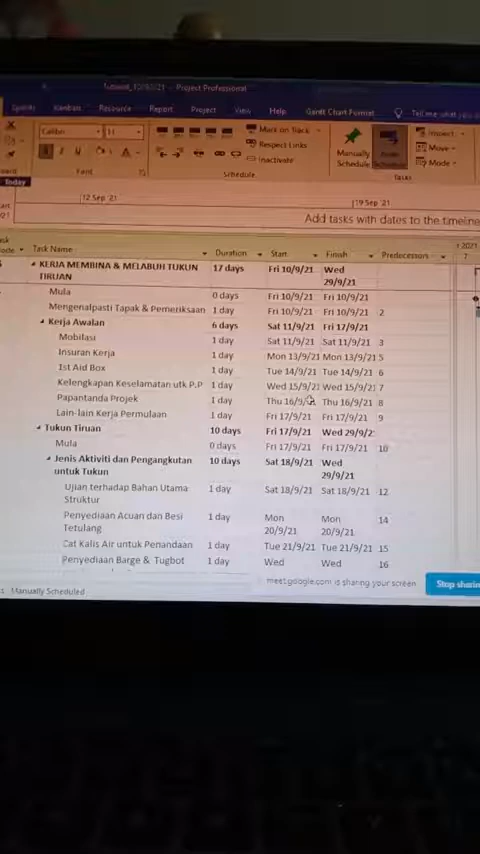 Tutorial_10/9/21 - Project Professional
Kanban Resource Report Project View Help Gantt Chart Format Tell me what you
Calibri 11 Mark on Track Inspect
Respect Links Manually Move
B I U A Inactivate Schedule Schedule Mode
Font Schedule Tasks
Today
12 Sep '21 19 Sep '21
Add tasks with dates to the timeline
Task Name Duration Start Finish Predecessors 2021
KERJA MEMBINA & MELABUH TUKUN 17 days Fri 10/9/21 Wed
TIRUAN 29/9/21
Mula 0 days Fri 10/9/21 Fri 10/9/21
Mengenalpasti Tapak & Pemeriksaan 1 day Fri 10/9/21 Fri 10/9/21 2
Kerja Awalan 6 days Sat 11/9/21 Fri 17/9/21
Mobilasi 1 day Sat 11/9/21 Sat 11/9/21 3
Insuran Kerja 1 day Mon 13/9/21 Mon 13/9/21 5
1st Aid Box 1 day Tue 14/9/21 Tue 14/9/21 6
Kelengkapan Keselamatan utk P.P 1 day Wed 15/9/21 Wed 15/9/21 7
Papantanda Projek 1 day Thu 16/9/21 Thu 16/9/21 8
Lain-lain Kerja Permulaan 1 day Fri 17/9/21 Fri 17/9/21 9
Tukun Tiruan 10 days Fri 17/9/21 Wed 29/9/2
Mula 0 days Fri 17/9/21 Fri 17/9/21 10
Jenis Aktiviti dan Pengangkutan 10 days Sat 18/9/21 Wed
untuk Tukun 29/9/21
Ujian terhadap Bahan Utama 1 day Sat 18/9/21 Sat 18/9/21 12
Struktur
Penyediaan Acuan dan Besi 1 day Mon Mon 14
Tetulang 20/9/21 20/9/21
Cat Kalis Air untuk Penandaan 1 day Tue 21/9/21 Tue 21/9/21 15
Penyediaan Barge & Tugbot 1 day Wed Wed 16
meet.google.com is sharing your screen Stop sharin
Manually Scheduled